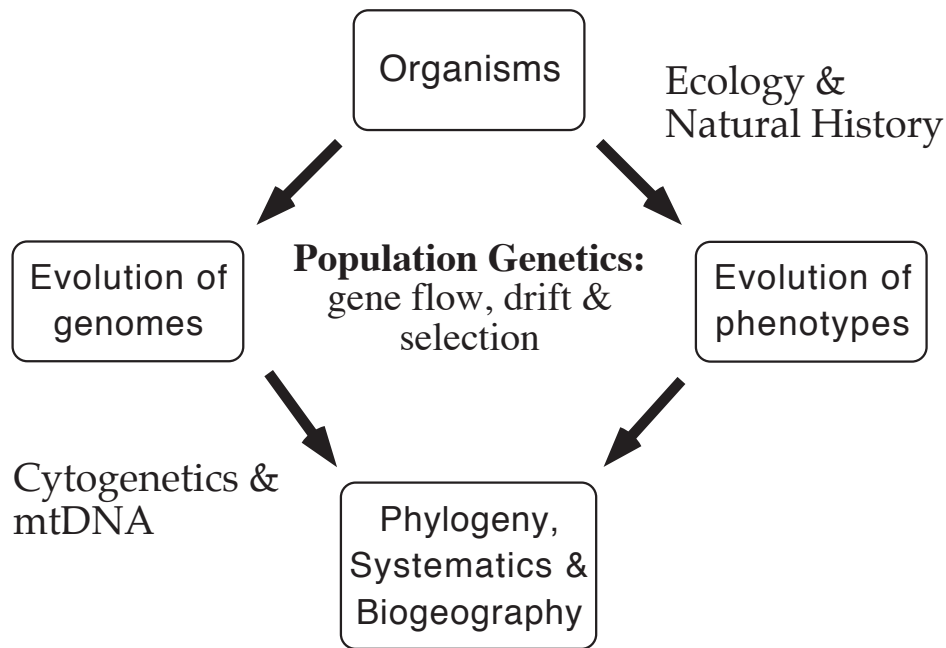 Organisms
Ecology &
Natural History
Evolution of
genomes
Population Genetics:
gene flow, drift &
selection
Evolution of
phenotypes
Cytogenetics &
mtDNA
Phylogeny,
Systematics &
Biogeography